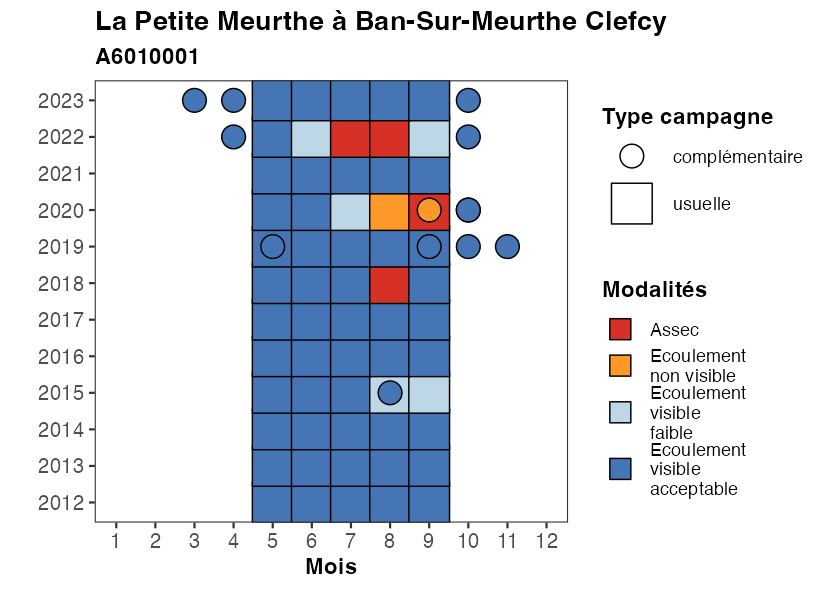 La Petite Meurthe à Ban-Sur-Meurthe Clefcy
A6010001
2023
2022
2021
2020
2019
2018
2017
2016
2015
2014
2013
2012
1 2 3 4 5 6 7 8 9 10 11 12
Mois
Type campagne
complémentaire
usuelle
Modalités
Assec
Ecoulement
non visible
Ecoulement
visible
faible
Ecoulement
visible
acceptable